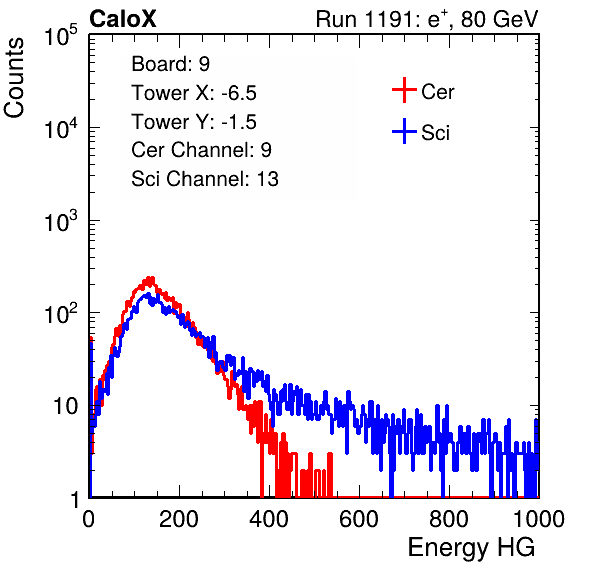 CaloX Run 1191: e⁺, 80 GeV
Counts
10⁵
10⁴
10³
10²
10
1
Board: 9
Tower X: -6.5
Tower Y: -1.5
Cer Channel: 9
Sci Channel: 13
Cer
Sci
0 200 400 600 800 1000
Energy HG